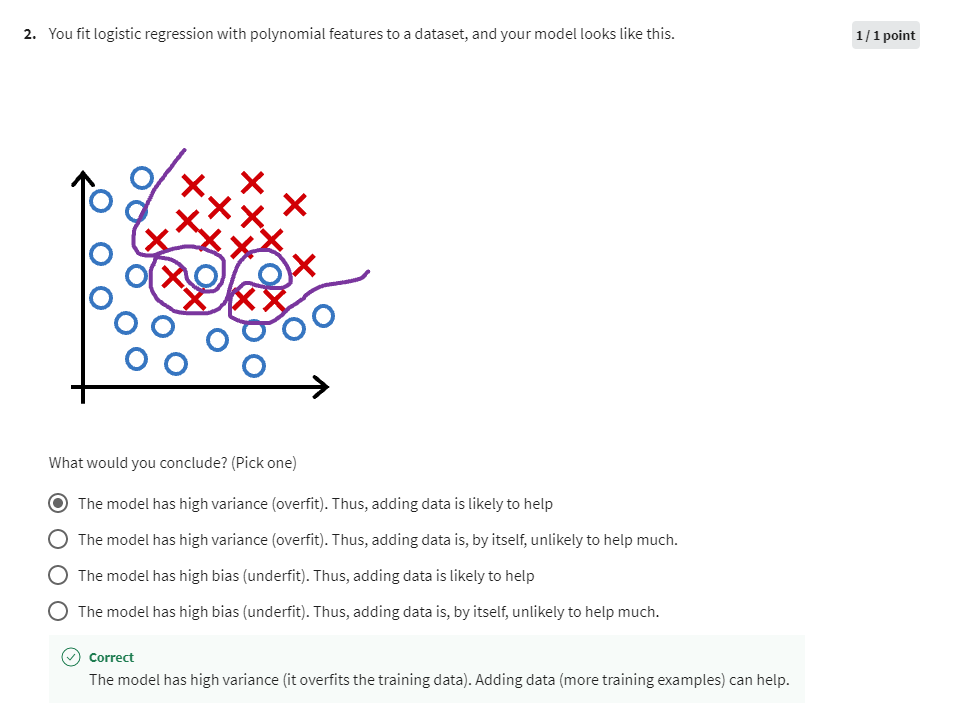 2. You fit logistic regression with polynomial features to a dataset, and your model looks like this.
1 / 1 point
What would you conclude? (Pick one)
The model has high variance (overfit). Thus, adding data is likely to help
The model has high variance (overfit). Thus, adding data is, by itself, unlikely to help much.
The model has high bias (underfit). Thus, adding data is likely to help
The model has high bias (underfit). Thus, adding data is, by itself, unlikely to help much.
Correct
The model has high variance (it overfits the training data). Adding data (more training examples) can help.